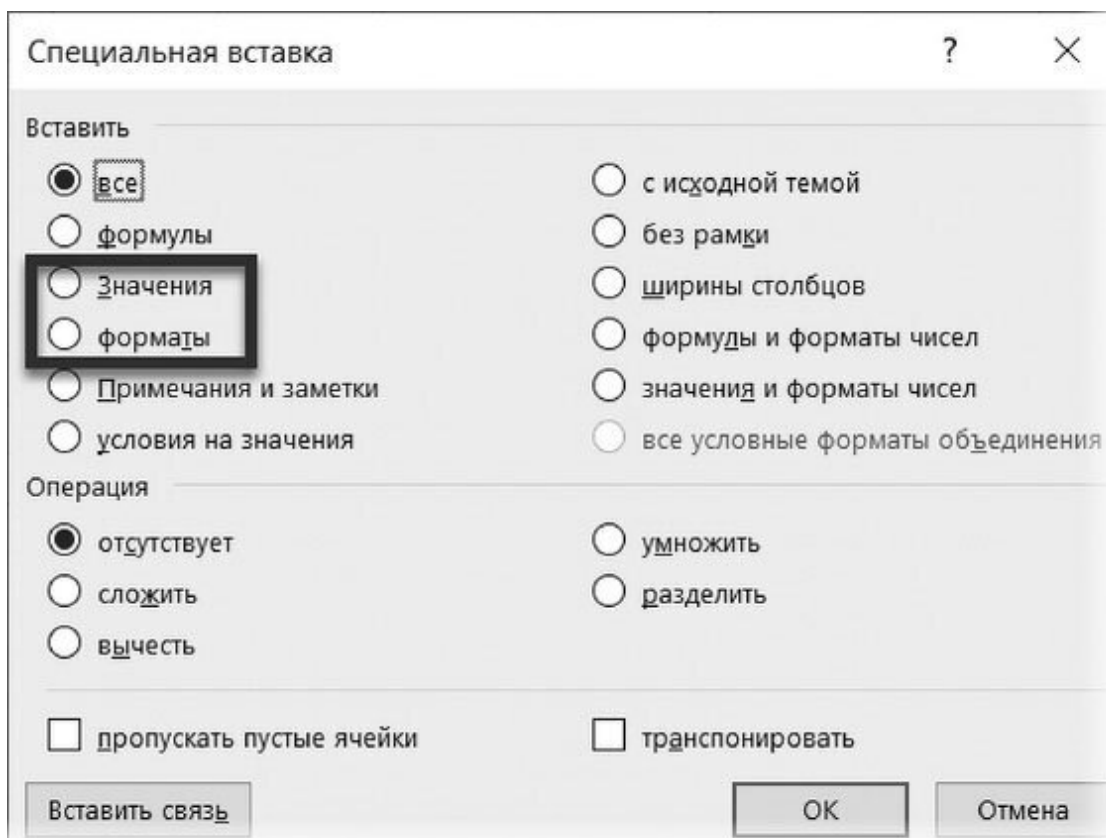 Специальная вставка ?
Вставить
все
формулы
Значения
форматы
Примечания и заметки
условия на значения
с исходной темой
без рамки
ширины столбцов
формулы и форматы чисел
значения и форматы чисел
все условные форматы объединения
Операция
отсутствует
сложить
вычесть
умножить
разделить
пропускать пустые ячейки
транспонировать
Вставить связь
ОК
Отмена